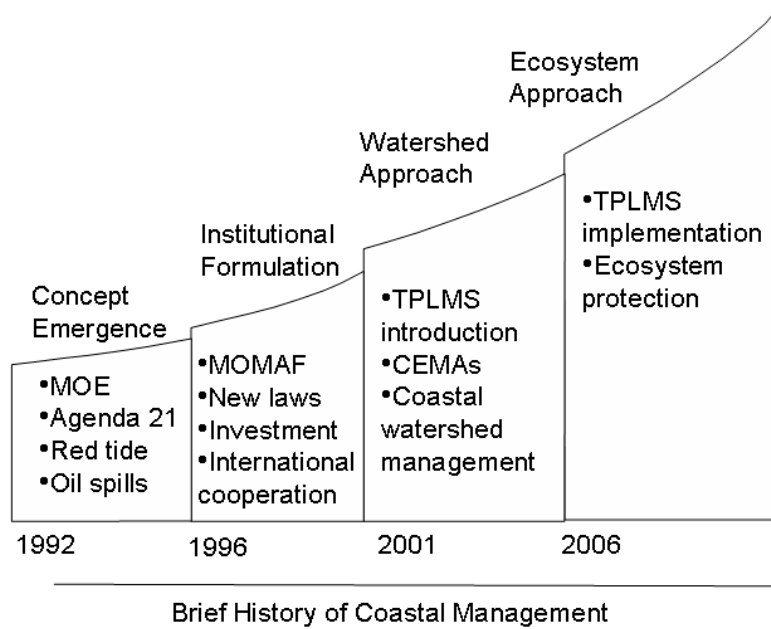 Ecosystem
Approach
Watershed
Approach
Institutional
Formulation
Concept
Emergence
•TPLMS
implementation
•Ecosystem
protection
•TPLMS
introduction
•CEMAs
•Coastal
watershed
management
•MOMAF
•New laws
•Investment
•International
cooperation
•MOE
•Agenda 21
•Red tide
•Oil spills
1992
1996
2001
2006
Brief History of Coastal Management